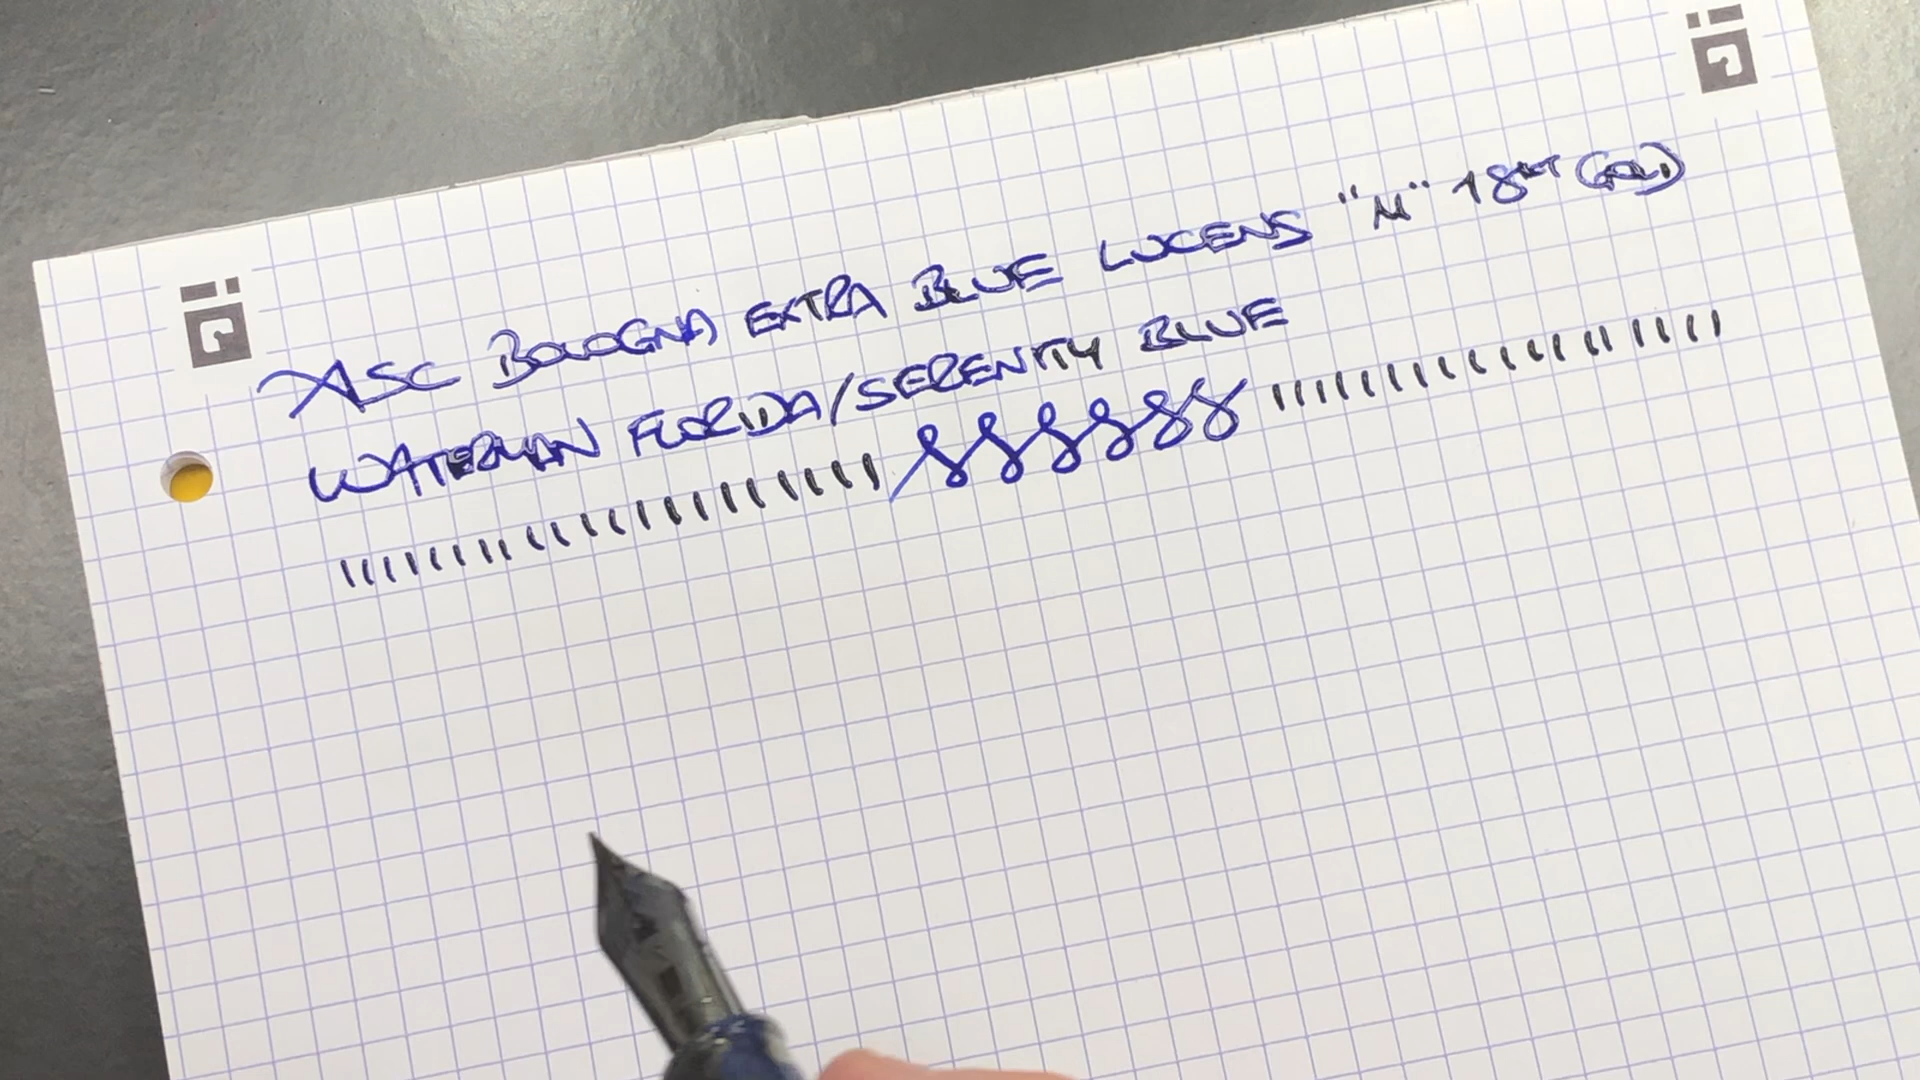 ASC BOLOGNA EXTRA BLUE LUCENS "M" 18KT GOLD
WATERMAN FLORIDA/SERENITY BLUE